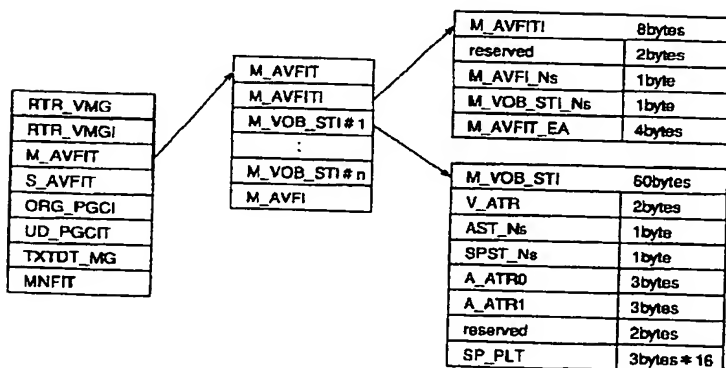 RTR_VMG
RTR_VMGI
M_AVFIT
S_AVFIT
ORG_PGCI
UD_PGCIT
TXTDT_MG
MNFIT
M_AVFIT
M_AVFITI
M_VOB_STI # 1
:
M_VOB_STI # n
M_AVFI
M_AVFITI 8bytes
reserved 2bytes
M_AVFI_Ns 1byte
M_VOB_STI_Ns 1byte
M_AVFIT_EA 4bytes
M_VOB_STI 60bytes
V_ATR 2bytes
AST_Ns 1byte
SPST_Ns 1byte
A_ATR0 3bytes
A_ATR1 3bytes
reserved 2bytes
SP_PLT 3bytes * 16